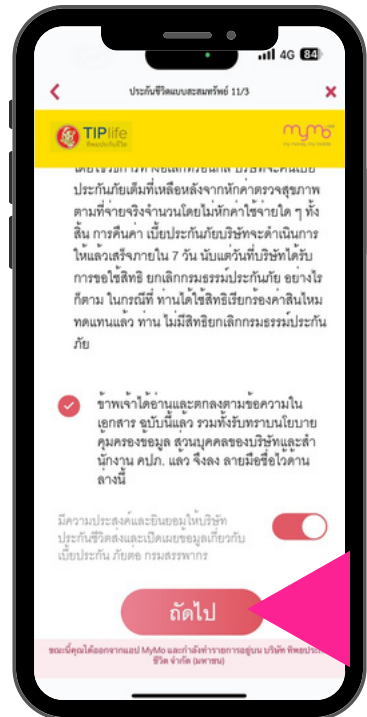 4G 84
ประกันชีวิตแบบสะสมทรัพย์ 11/3
TIPlife
ทิพยประกันชีวิต
mymo
my money, my mobile
ประกันภัยเต็มที่เหลือหลังจากหักค่าตรวจสุขภาพ
ตามที่จ่ายจริงจำนวนโดยไม่หักค่าใช้จ่ายใด ๆ ทั้ง
สิ้น การคืนค่า เบี้ยประกันภัยบริษัทจะดำเนินการ
ให้แล้วเสร็จภายใน 7 วัน นับแต่วันที่บริษัทได้รับ
การขอใช้สิทธิ ยกเลิกกรมธรรม์ประกันภัย อย่างไร
ก็ตาม ในกรณีที่ ท่านได้ใช้สิทธิเรียกร้องค่าสินไหม
ทดแทนแล้ว ท่าน ไม่มีสิทธิยกเลิกกรมธรรม์ประกัน
ภัย
ข้าพเจ้าได้อ่านและตกลงตามข้อความใน
เอกสาร ฉบับนี้แล้ว รวมทั้งรับทราบนโยบาย
คุ้มครองข้อมูล ส่วนบุคคลของบริษัทและสำ
นักงาน คปภ. แล้ว จึงลง ลายมือชื่อไว้ด้าน
ล่างนี้
มีความประสงค์และยินยอมให้บริษัท
ประกันชีวิตส่งและเปิดเผยข้อมูลเกี่ยวกับ
เบี้ยประกัน ภัยต่อ กรมสรรพากร
ถัดไป
ขณะนี้คุณได้ออกจากแอป MyMo และกำลังทำรายการอยู่บน บริษัท ทิพยประ
ชีวิต จำกัด (มหาชน)